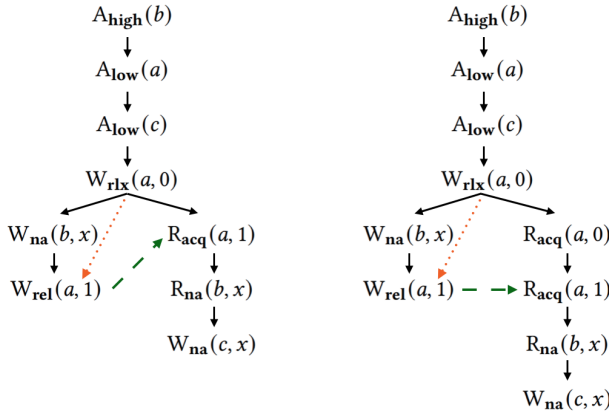 A_high(b) A_high(b)
A_low(a) A_low(a)
A_low(c) A_low(c)
W_rlx(a, 0) W_rlx(a, 0)
W_na(b, x) R_acq(a, 1) W_na(b, x) R_acq(a, 0)
W_rel(a, 1) R_na(b, x) W_rel(a, 1) R_acq(a, 1)
W_na(c, x) R_na(b, x)
W_na(c, x)